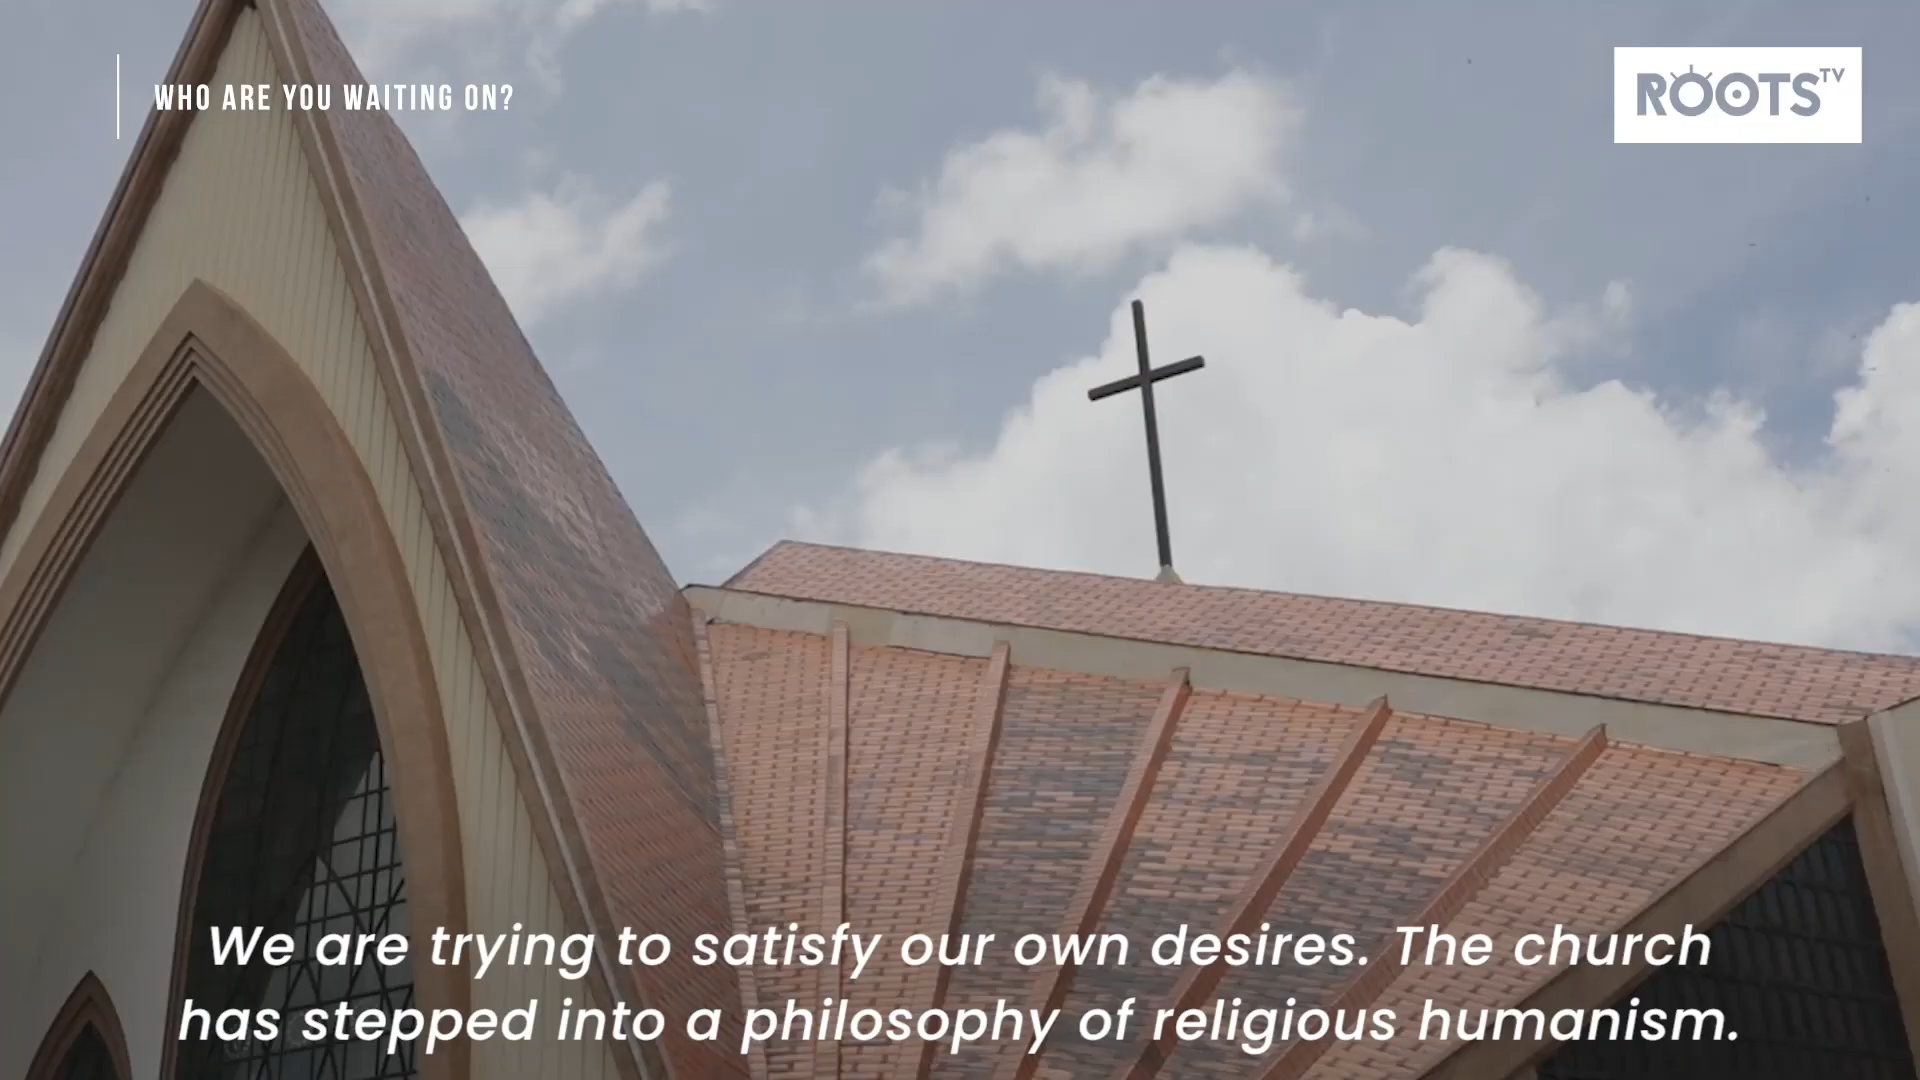 WHO ARE YOU WAITING ON?
ROOTS TV
We are trying to satisfy our own desires. The church
has stepped into a philosophy of religious humanism.